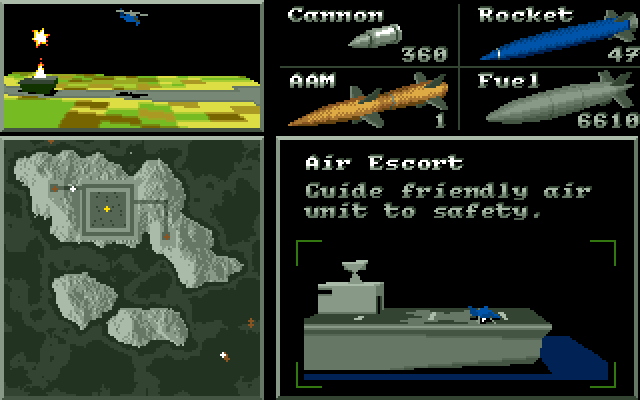 Cannon
360
Rocket
47
AAM
1
Fuel
6610
Air Escort
Guide friendly air
unit to safety.